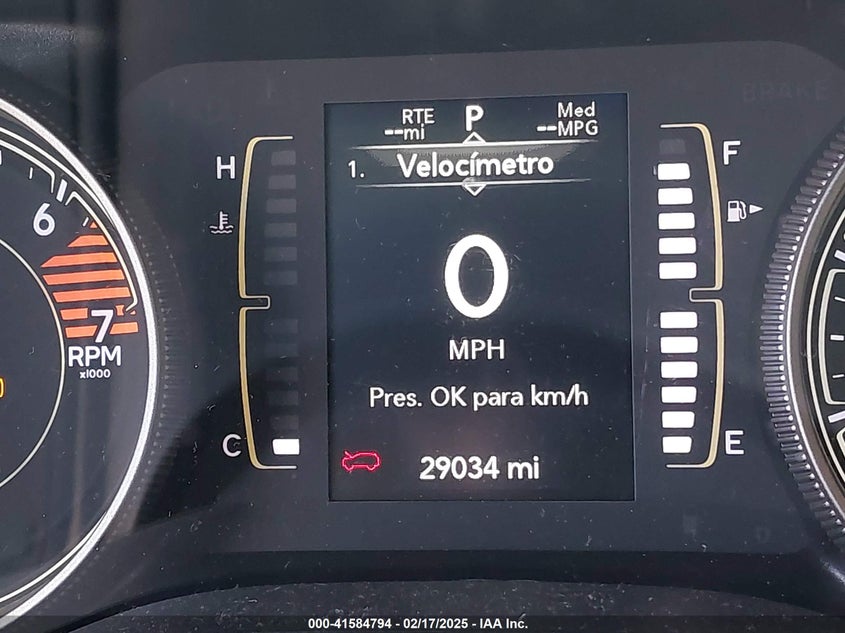 RTE
--mi
P
Med
--MPG
BRAKE
H
F
1. Velocímetro
6
0
7
RPM
x1000
MPH
Pres. OK para km/h
C
E
29034 mi
000-41584794 - 02/17/2025 - IAA Inc.